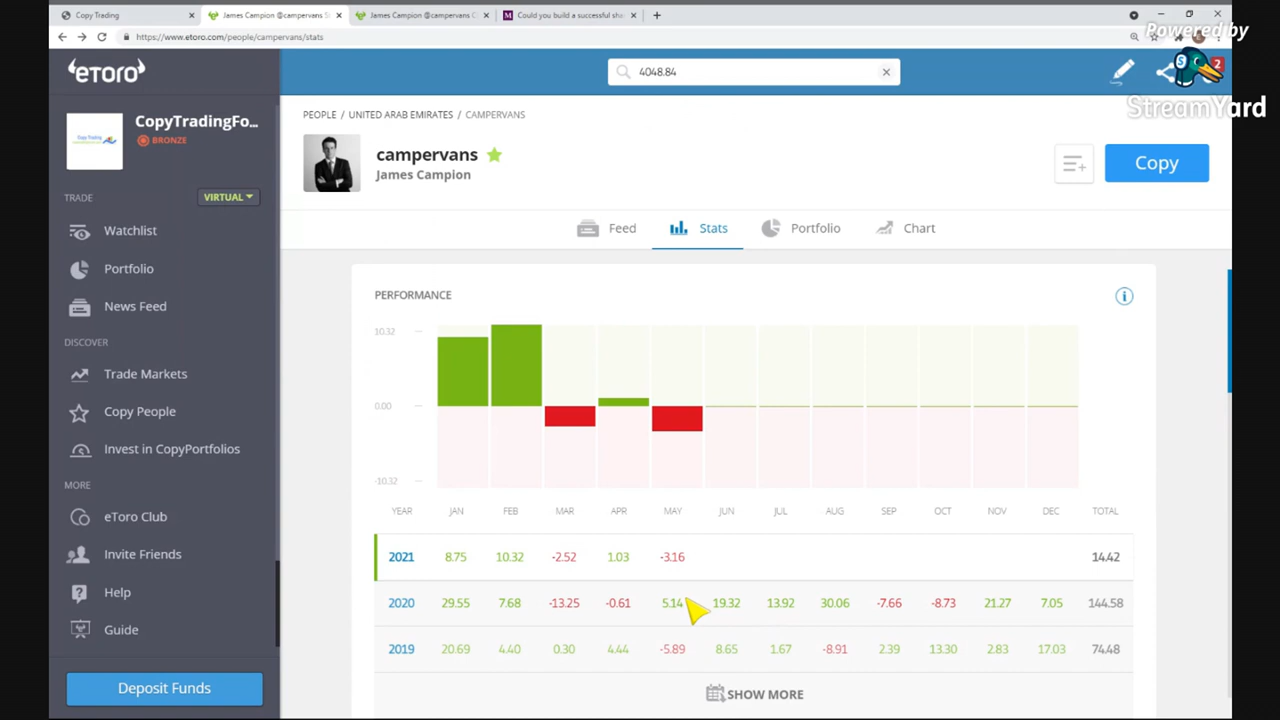 Copy Trading
James Campion @campervans S
James Campion @campervans C
Could you build a successful sha
https://www.etoro.com/people/campervans/stats
Powered by
StreamYard
S
2
eToro
4048.84
CopyTradingFo...
BRONZE
TRADE
VIRTUAL
Watchlist
Portfolio
News Feed
DISCOVER
Trade Markets
Copy People
Invest in CopyPortfolios
MORE
eToro Club
Invite Friends
Help
Guide
Deposit Funds
PEOPLE / UNITED ARAB EMIRATES / CAMPERVANS
campervans
James Campion
Copy
Feed
Stats
Portfolio
Chart
PERFORMANCE
10.32
0.00
-10.32
YEAR JAN FEB MAR APR MAY JUN JUL AUG SEP OCT NOV DEC TOTAL
2021 8.75 10.32 -2.52 1.03 -3.16 14.42
2020 29.55 7.68 -13.25 -0.61 5.14 19.32 13.92 30.06 -7.66 -8.73 21.27 7.05 144.58
2019 20.69 4.40 0.30 4.44 -5.89 8.65 1.67 -8.91 2.39 13.30 2.83 17.03 74.48
SHOW MORE